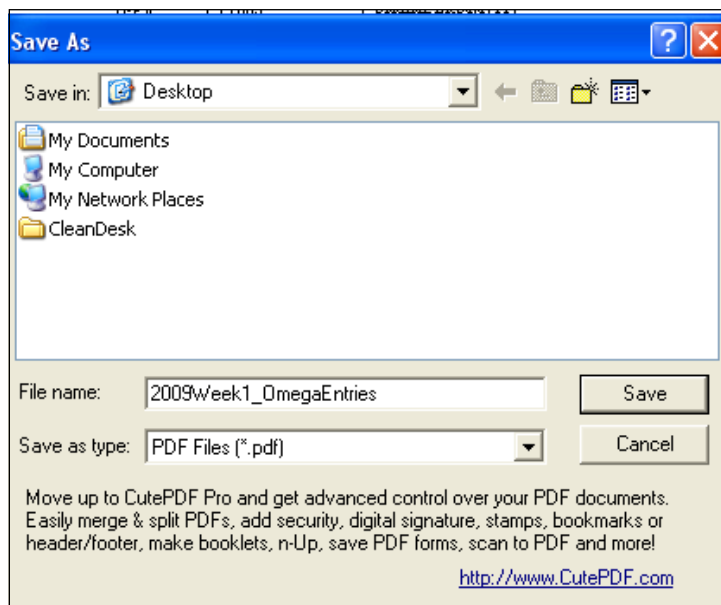 Save As
Save in: Desktop
My Documents
My Computer
My Network Places
CleanDesk
File name: 2009Week1_OmegaEntries Save
Save as type: PDF Files (*.pdf) Cancel
Move up to CutePDF Pro and get advanced control over your PDF documents.
Easily merge & split PDFs, add security, digital signature, stamps, bookmarks or
header/footer, make booklets, n-Up, save PDF forms, scan to PDF and more!
http://www.CutePDF.com